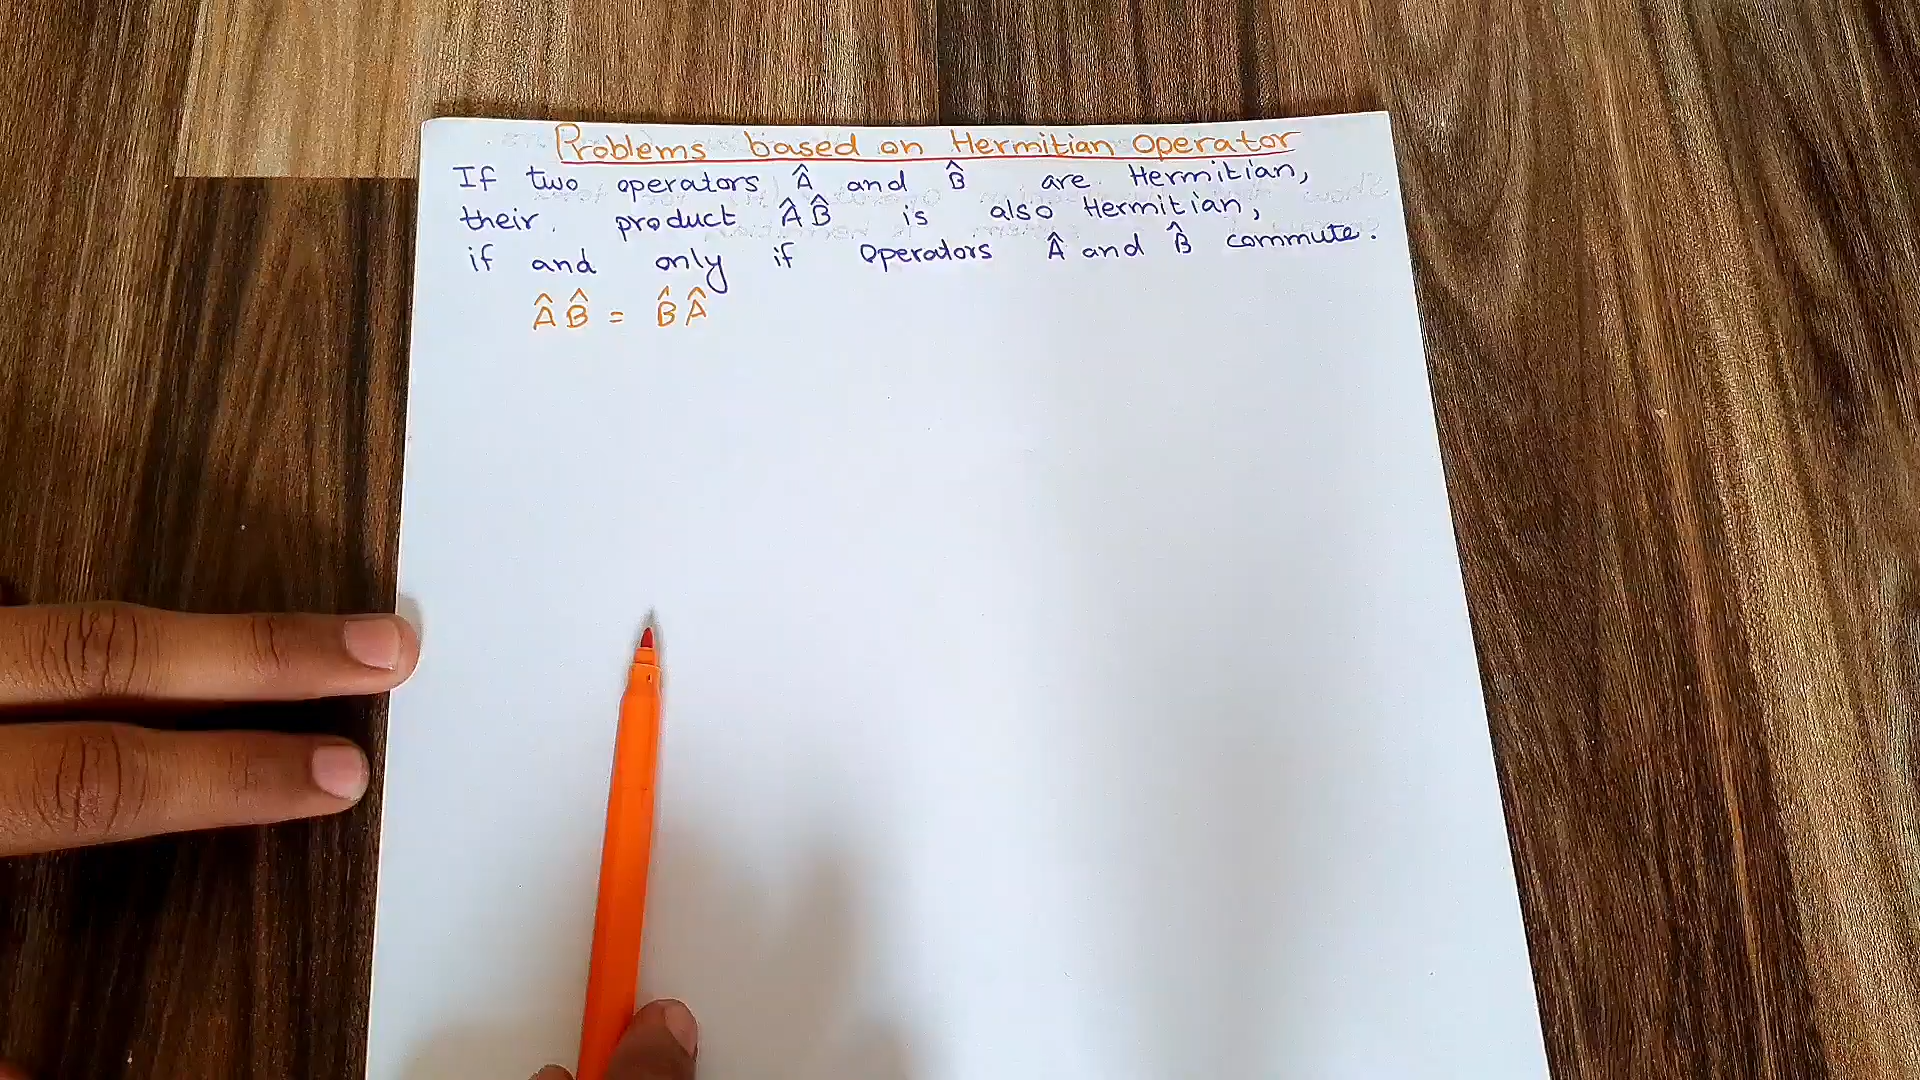 Problems based on Hermitian Operator
If two operators Â and B̂ are Hermitian,
their product ÂB̂ is also Hermitian,
if and only if Operators Â and B̂ commute.
ÂB̂ = B̂Â